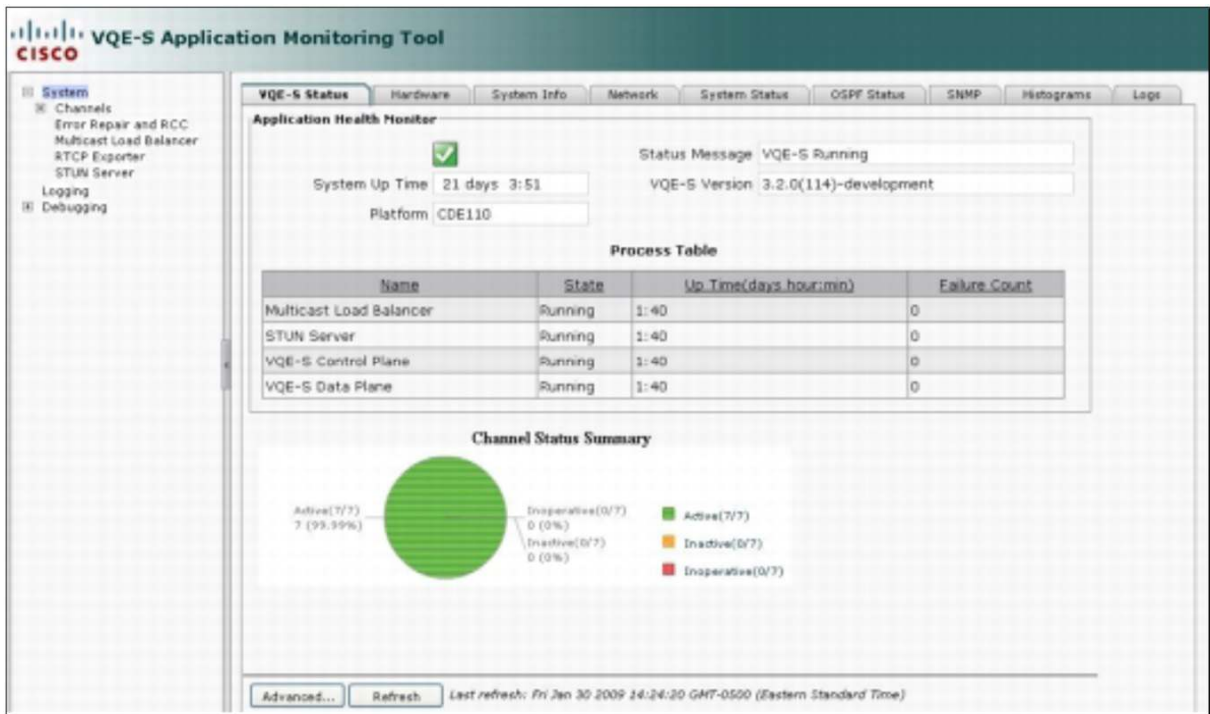 CISCO VQE-S Application Monitoring Tool
System
Channels
Error Repair and RCC
Multicast Load Balancer
RTCP Exporter
STUN Server
Logging
Debugging
VQE-S Status Hardware System Info Network System Status OSPF Status SNMP Histograms Logs
Application Health Monitor
Status Message VQE-S Running
System Up Time 21 days 3:51 VQE-S Version 3.2.0(114)-development
Platform CDE110
Process Table
Name State Up Time(days hour:min) Failure Count
Multicast Load Balancer Running 1:40 0
STUN Server Running 1:40 0
VQE-S Control Plane Running 1:40 0
VQE-S Data Plane Running 1:40 0
Channel Status Summary
Active(7/7)
7 (99.99%)
Inoperative(0/7)
0 (0%)
Inactive(0/7)
0 (0%)
Active(7/7)
Inactive(0/7)
Inoperative(0/7)
Advanced... Refresh Last refresh: Fri Jan 30 2009 14:24:20 GMT-0500 (Eastern Standard Time)